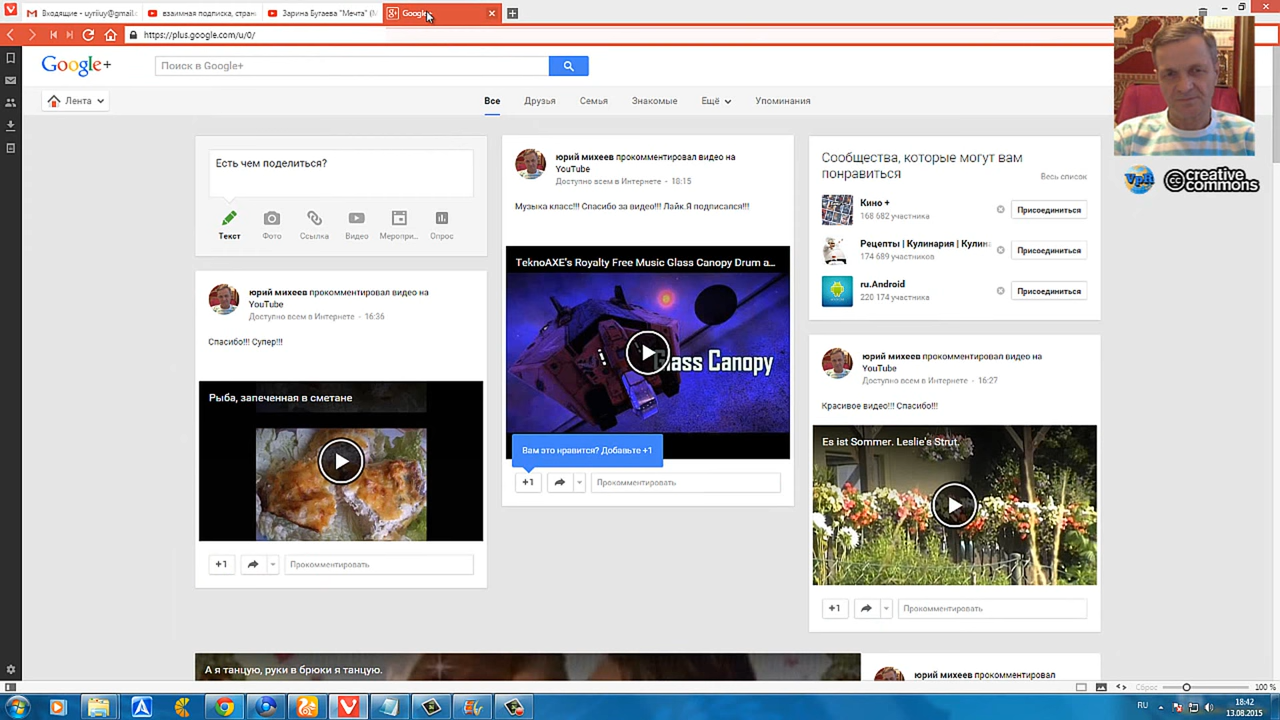 Входящие - uyriiuy@gmail.
взаимная подписка, стран
Зарина Бугаева "Мечта" (М
Google+
https://plus.google.com/u/0/
Google+
Поиск в Google+
Лента
Все
Друзья
Семья
Знакомые
Ещё
Упоминания
Есть чем поделиться?
Текст
Фото
Ссылка
Видео
Меропри...
Опрос
юрий михеев прокомментировал видео на
YouTube
Доступно всем в Интернете - 16:36
Спасибо!!! Супер!!!
Рыба, запеченная в сметане
+1
Прокомментировать
юрий михеев прокомментировал видео на
YouTube
Доступно всем в Интернете - 18:15
Музыка класс!!! Спасибо за видео!!! Лайк.Я подписался!!!
TeknoAXE's Royalty Free Music Glass Canopy Drum a...
Glass Canopy
Вам это нравится? Добавьте +1
+1
Прокомментировать
Сообщества, которые могут вам
понравиться
Весь список
Кино +
168 682 участника
Присоединиться
Рецепты | Кулинария | Кулин
174 689 участников
Присоединиться
ru.Android
220 174 участника
Присоединиться
юрий михеев прокомментировал видео на
YouTube
Доступно всем в Интернете - 16:27
Красивое видео!!! Спасибо!!!
Es ist Sommer. Leslie's Strut.
+1
Прокомментировать
А я танцую, руки в брюки я танцую.
юрий михеев прокомментировал
VpR
creative
commons
Сброс
100 %
RU
18:42
13.08.2015